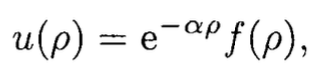 u(ρ) = e^{-αρ} f(ρ),